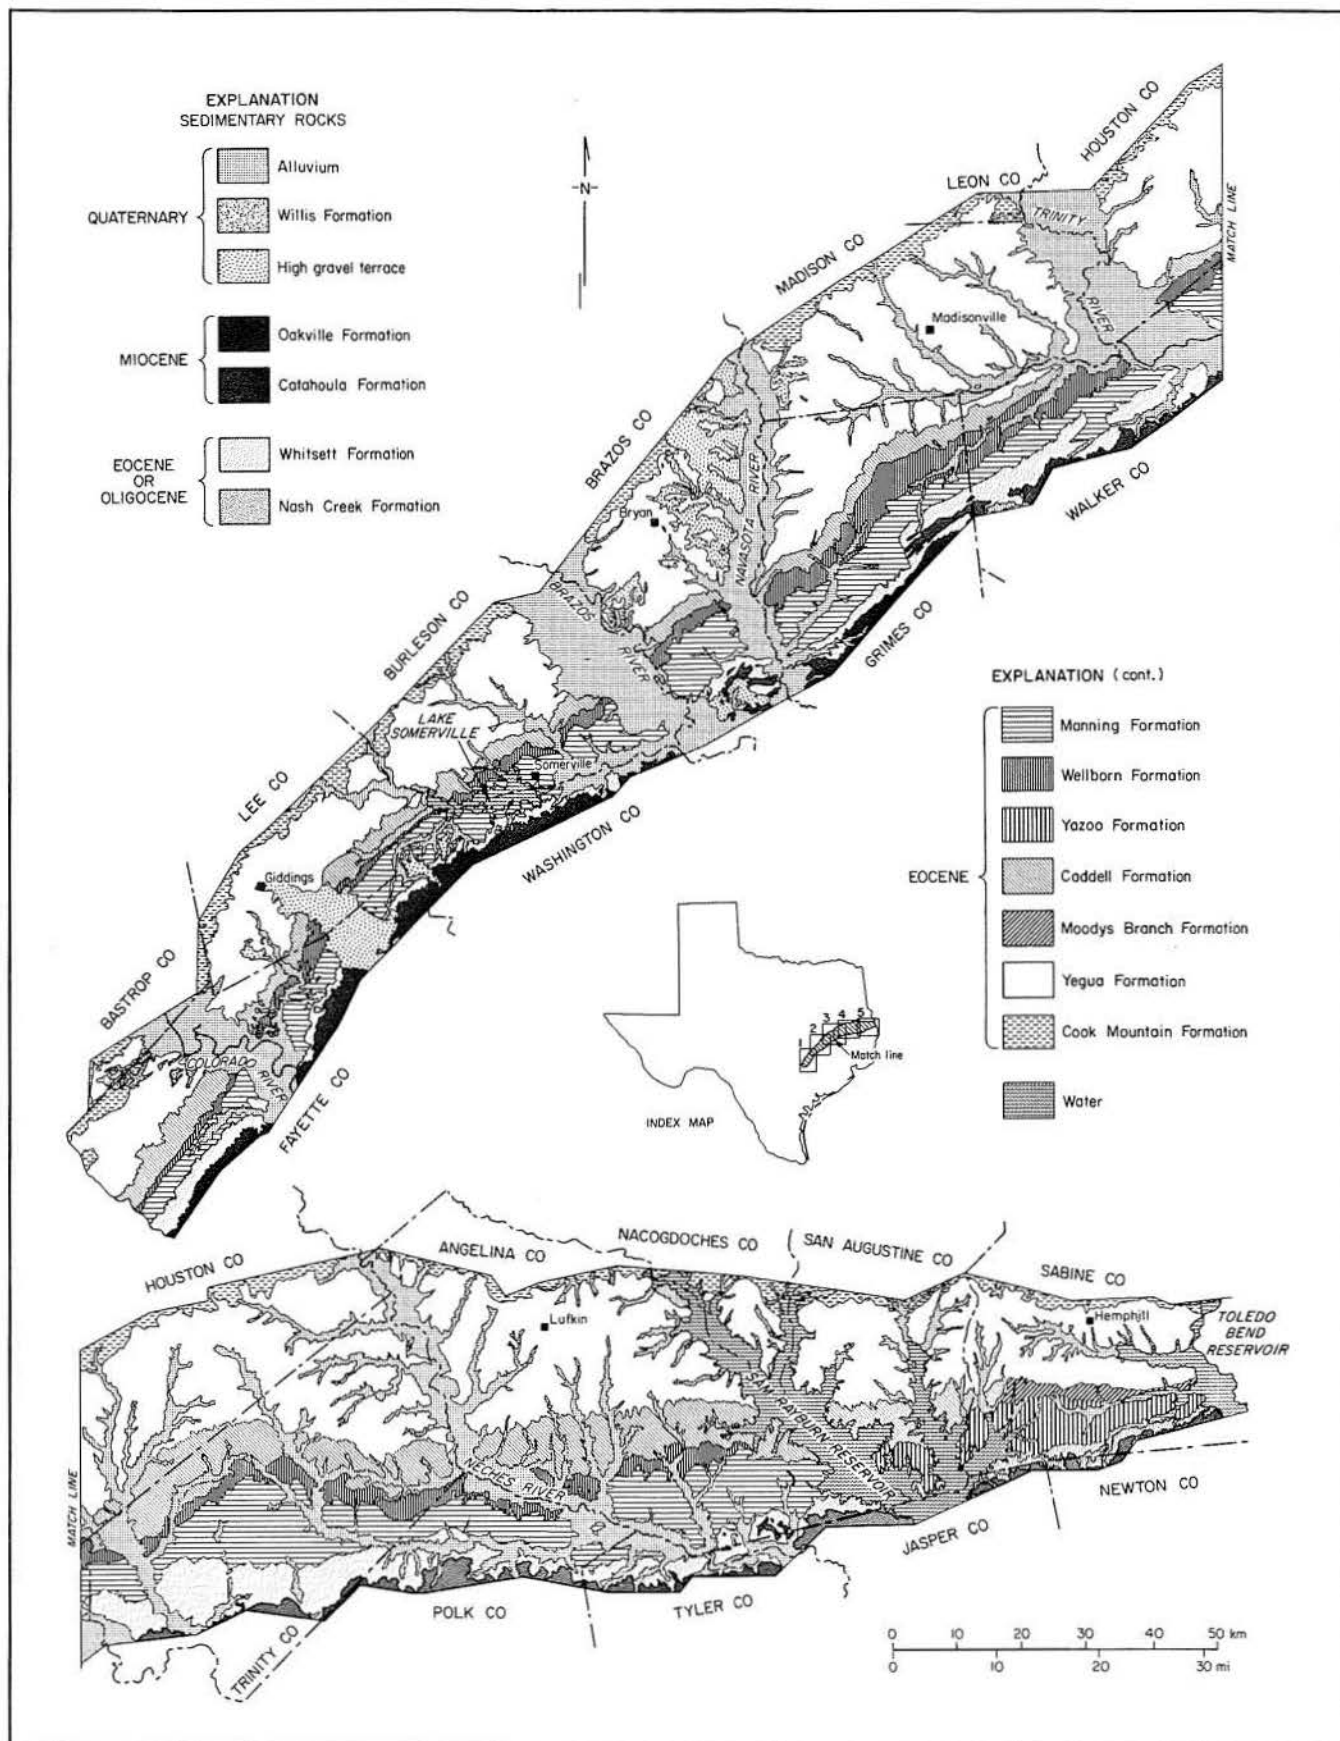 EXPLANATION
SEDIMENTARY ROCKS
QUATERNARY
Alluvium
Willis Formation
High gravel terrace
MIOCENE
Oakville Formation
Catahoula Formation
EOCENE
OR
OLIGOCENE
Whitsett Formation
Nash Creek Formation
-N-
HOUSTON CO
LEON CO
MATCH LINE
TRINITY
RIVER
MADISON CO
Madisonville
BRAZOS CO
NAVASOTA RIVER
Bryan
WALKER CO
BRAZOS
RIVER
GRIMES CO
BURLESON CO
LAKE
SOMERVILLE
Somerville
LEE CO
WASHINGTON CO
Giddings
BASTROP CO
COLORADO RIVER
FAYETTE CO
EXPLANATION (cont.)
EOCENE
Manning Formation
Wellborn Formation
Yazoo Formation
Caddell Formation
Moodys Branch Formation
Yegua Formation
Cook Mountain Formation
Water
1
2
3
4
5
Match line
INDEX MAP
HOUSTON CO
ANGELINA CO
NACOGDOCHES CO
SAN AUGUSTINE CO
SABINE CO
Lufkin
Hemphill
TOLEDO
BEND
RESERVOIR
SAM RAYBURN RESERVOIR
NECHES RIVER
MATCH LINE
NEWTON CO
JASPER CO
TYLER CO
POLK CO
TRINITY CO
0 10 20 30 40 50 km
0 10 20 30 mi